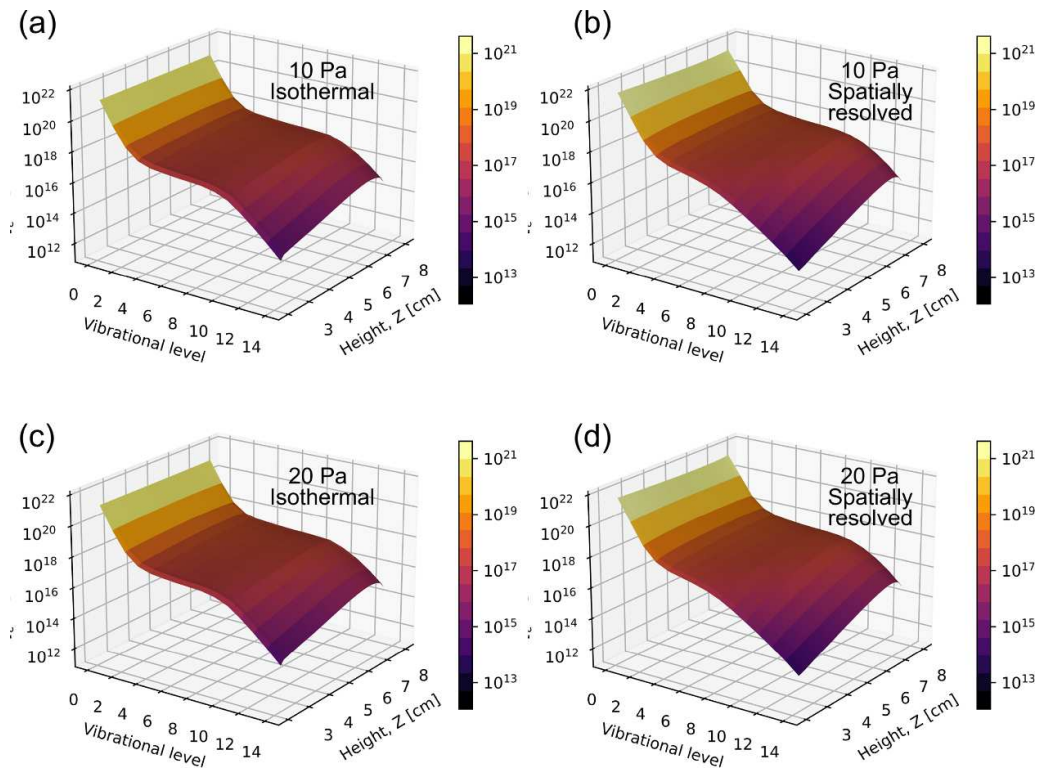 (a)
10 Pa
Isothermal
10²²
10²⁰
10¹⁸
10¹⁶
10¹⁴
10¹²
0 2 4 6 8 10 12 14
Vibrational level
3 4 5 6 7 8
Height, Z [cm]
10²¹
10¹⁹
10¹⁷
10¹⁵
10¹³
(b)
10 Pa
Spatially
resolved
10²²
10²⁰
10¹⁸
10¹⁶
10¹⁴
10¹²
0 2 4 6 8 10 12 14
Vibrational level
3 4 5 6 7 8
Height, Z [cm]
10²¹
10¹⁹
10¹⁷
10¹⁵
10¹³
(c)
20 Pa
Isothermal
10²²
10²⁰
10¹⁸
10¹⁶
10¹⁴
10¹²
0 2 4 6 8 10 12 14
Vibrational level
3 4 5 6 7 8
Height, Z [cm]
10²¹
10¹⁹
10¹⁷
10¹⁵
10¹³
(d)
20 Pa
Spatially
resolved
10²²
10²⁰
10¹⁸
10¹⁶
10¹⁴
10¹²
0 2 4 6 8 10 12 14
Vibrational level
3 4 5 6 7 8
Height, Z [cm]
10²¹
10¹⁹
10¹⁷
10¹⁵
10¹³